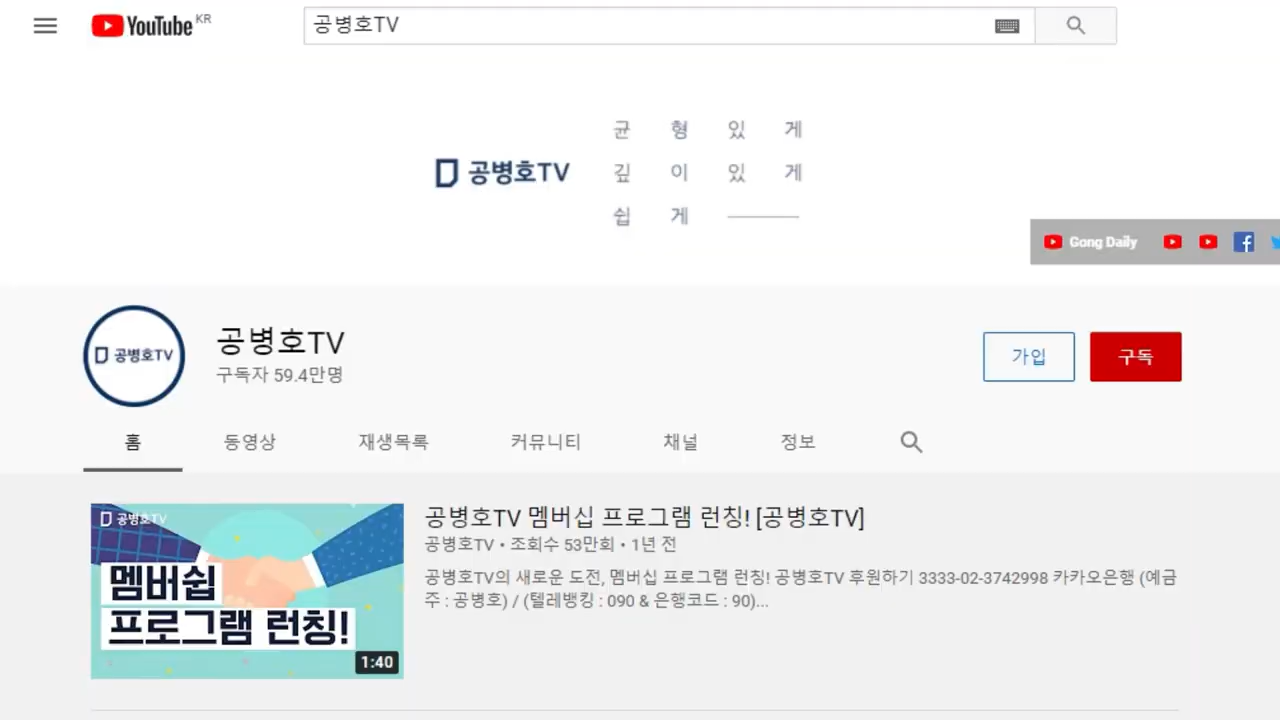 YouTube KR
공병호TV
균 형 있 게
공병호TV
깊 이 있 게
쉽 게
Gong Daily
공병호TV
공병호TV
구독자 59.4만명
가입
구독
홈 동영상 재생목록 커뮤니티 채널 정보
공병호TV
멤버쉽
프로그램 런칭!
1:40
공병호TV 멤버십 프로그램 런칭! [공병호TV]
공병호TV • 조회수 53만회 • 1년 전
공병호TV의 새로운 도전, 멤버십 프로그램 런칭! 공병호TV 후원하기 3333-02-3742998 카카오은행 (예금
주 : 공병호) / (텔레뱅킹 : 090 & 은행코드 : 90)...